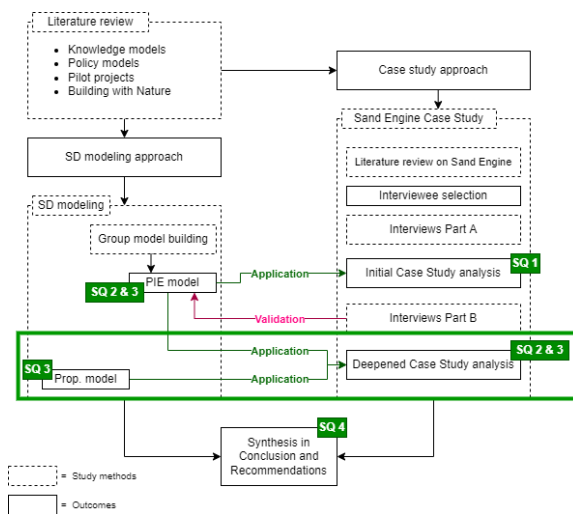 Literature review
Knowledge models
Policy models
Pilot projects
Building with Nature
Case study approach
SD modeling approach
Sand Engine Case Study
Literature review on Sand Engine
Interviewee selection
Interviews Part A
SD modeling
Group model building
PIE model
SQ 2 & 3
Application
Initial Case Study analysis
SQ 1
Validation
Interviews Part B
Application
Deepened Case Study analysis
SQ 2 & 3
SQ 3
Prop. model
Application
SQ 4
Synthesis in
Conclusion and
Recommendations
= Study methods
= Outcomes